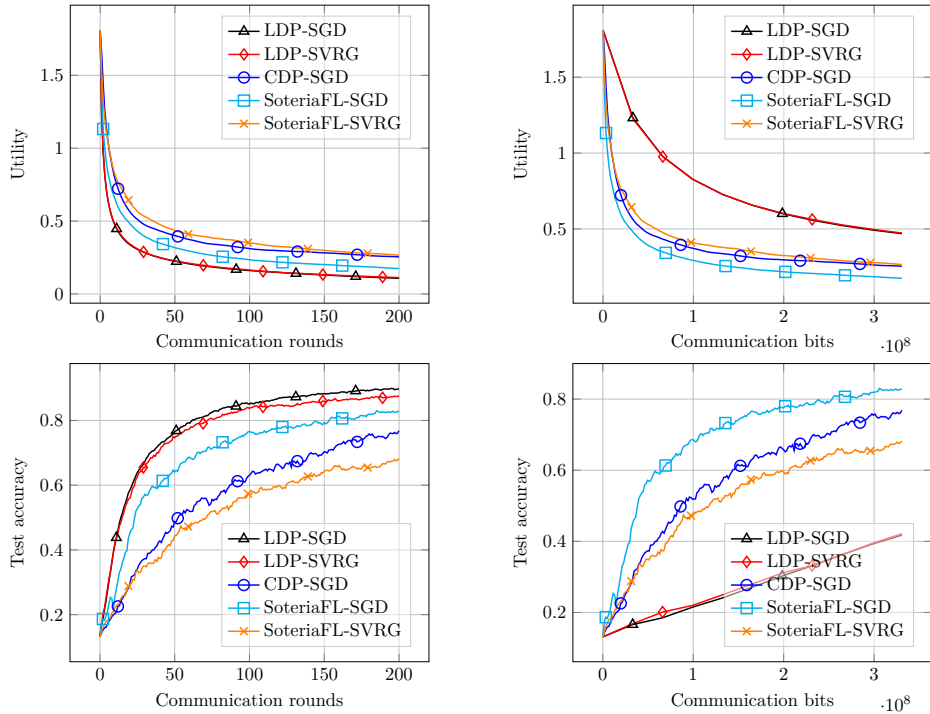 LDP-SGD
LDP-SVRG
CDP-SGD
SoteriaFL-SGD
SoteriaFL-SVRG
Utility
1.5
1
0.5
0
0
50
100
150
200
Communication rounds
LDP-SGD
LDP-SVRG
CDP-SGD
SoteriaFL-SGD
SoteriaFL-SVRG
Utility
1.5
1
0.5
0
1
2
3
·10⁸
Communication bits
Test accuracy
0.8
0.6
0.4
0.2
LDP-SGD
LDP-SVRG
CDP-SGD
SoteriaFL-SGD
SoteriaFL-SVRG
0
50
100
150
200
Communication rounds
Test accuracy
0.8
0.6
0.4
0.2
LDP-SGD
LDP-SVRG
CDP-SGD
SoteriaFL-SGD
SoteriaFL-SVRG
0
1
2
3
·10⁸
Communication bits